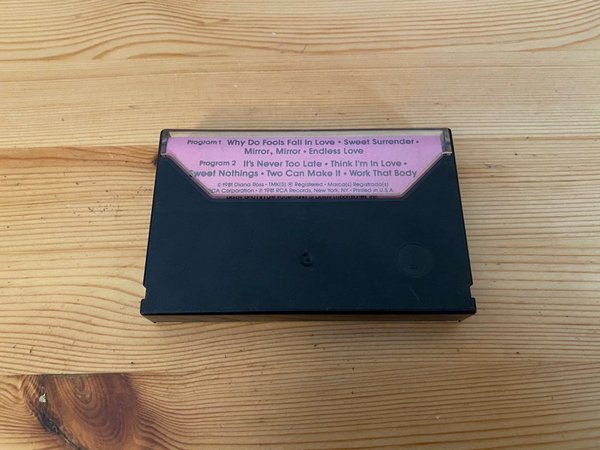 Program 1 Why Do Fools Fall In Love • Sweet Surrender •
Mirror, Mirror • Endless Love
Program 2 It's Never Too Late • Think I'm In Love •
Sweet Nothings • Two Can Make It • Work That Body
© 1981 Diana Ross • TMK(S) ® Registered • Marca(s) Registrada(s)
RCA Corporation • ℗ 1981 RCA Records, New York, NY • Printed in U.S.A.